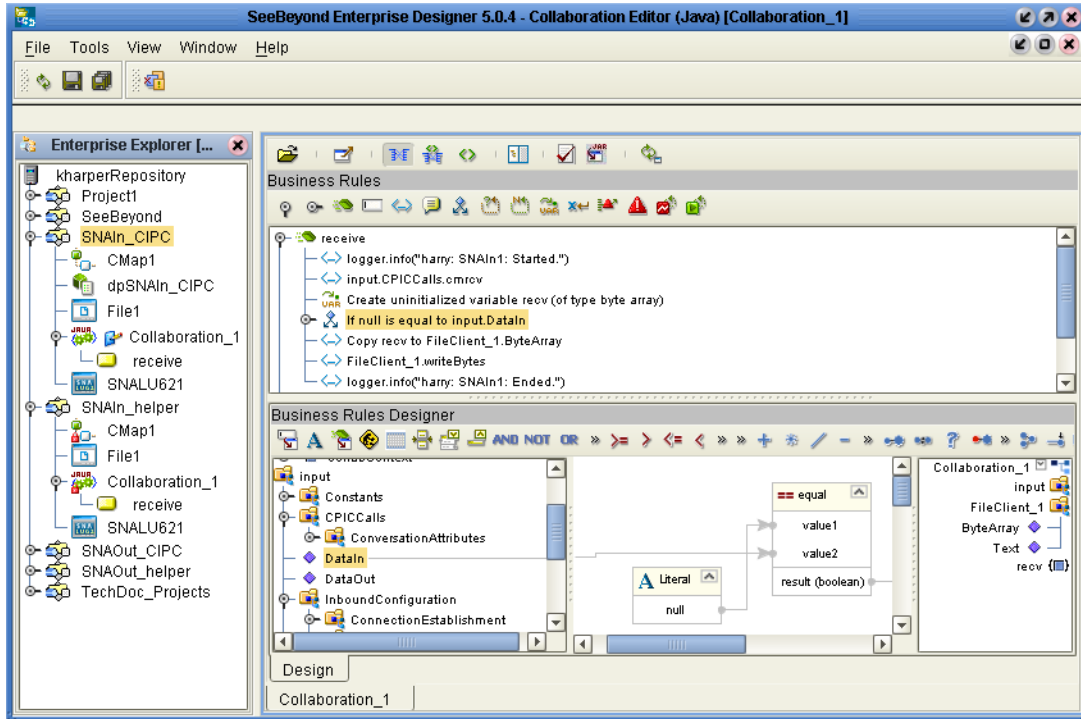 SeeBeyond Enterprise Designer 5.0.4 - Collaboration Editor (Java) [Collaboration_1]
File Tools View Window Help
Enterprise Explorer [...
kharperRepository
Project1
SeeBeyond
SNAIn_CIPC
CMap1
dpSNAIn_CIPC
File1
Collaboration_1
receive
SNALU621
SNAIn_helper
CMap1
File1
Collaboration_1
receive
SNALU621
SNAOut_CIPC
SNAOut_helper
TechDoc_Projects
Business Rules
receive
logger.info("harry: SNAIn1: Started.")
input.CPICCalls.cmrcv
Create uninitialized variable recv (of type byte array)
If null is equal to input.DataIn
Copy recv to FileClient_1.ByteArray
FileClient_1.writeBytes
logger.info("harry: SNAIn1: Ended.")
Business Rules Designer
AND NOT OR » >= > <= < » » + / - » ? »
input
Constants
CPICCalls
ConversationAttributes
DataIn
DataOut
InboundConfiguration
ConnectionEstablishment
== equal
value1
value2
result (boolean)
A Literal
null
Collaboration_1
input
FileClient_1
ByteArray
Text
recv
Design
Collaboration_1